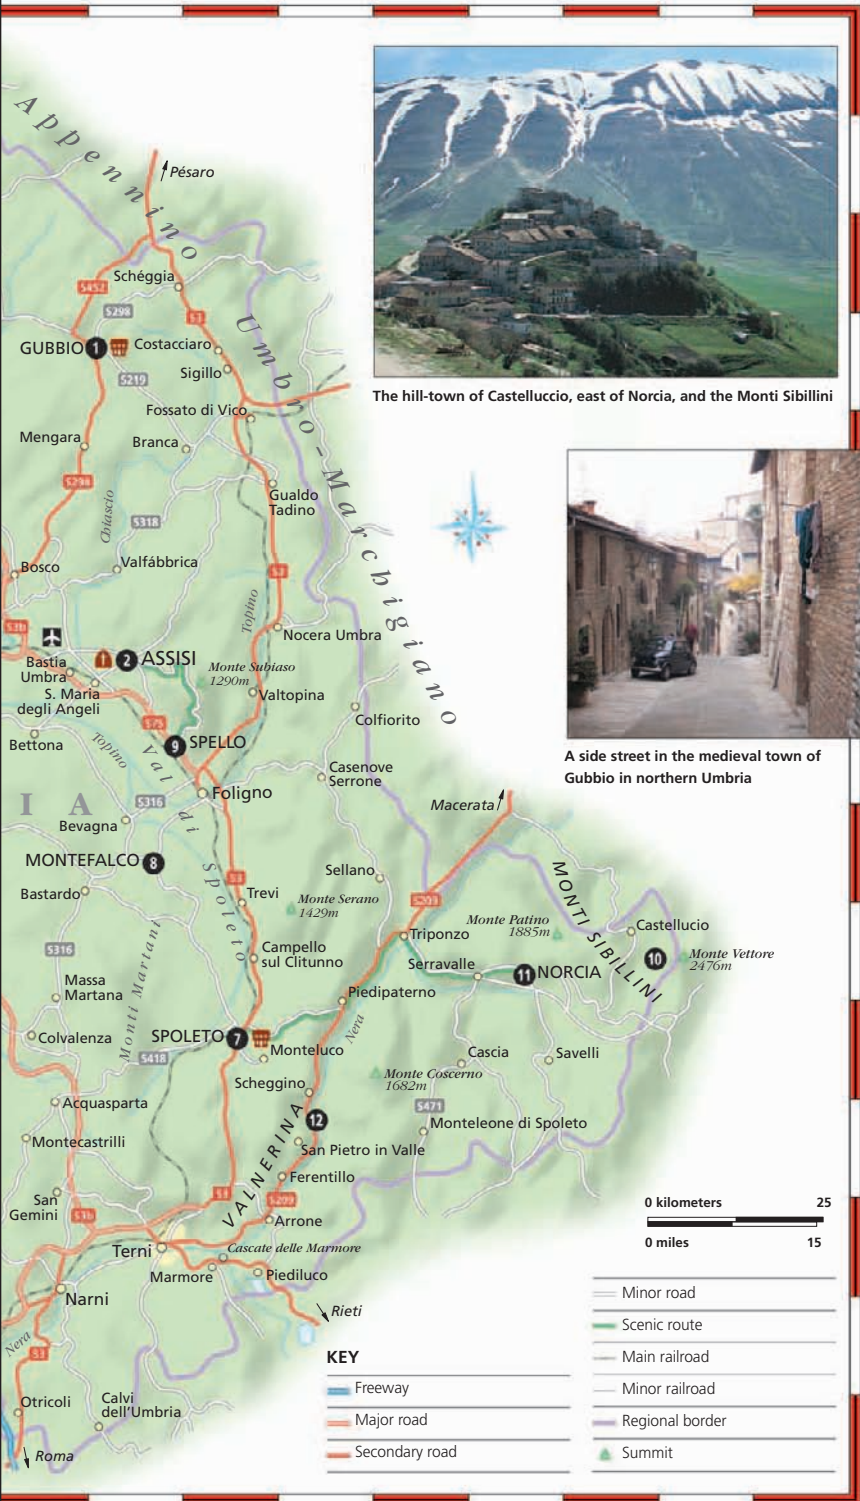 Appennino
Pésaro
Schéggia
S452
S298
S3
GUBBIO 1
Costacciaro
S219
Sigillo
Umbro-Marchigiano
The hill-town of Castelluccio, east of Norcia, and the Monti Sibillini
Fossato di Vico
Mengara
Branca
S298
Gualdo
Tadino
Chiascio
S318
Bosco
Valfábbrica
S3
Topino
S3b
Nocera Umbra
2 ASSISI
Bastia
Umbra
Monte Subiaso
1290m
S. Maria
degli Angeli
Valtopina
Colfiorito
S75
Bettona
Topino
9 SPELLO
A side street in the medieval town of
Gubbio in northern Umbria
Val di Spoleto
Casenove
Serrone
Foligno
I A
S316
Macerata
Bevagna
MONTEFALCO 8
Sellano
MONTI SIBILLINI
Bastardo
S3
Trevi
Monte Serano
1429m
S209
Monte Patino
1885m
Castellucio
Triponzo
Monti Martani
S316
Campello
sul Clitunno
Serravalle
11 NORCIA
10
Monte Vettore
2476m
Massa
Martana
Piedipaterno
Nera
Colvalenza
SPOLETO 7
Monteluco
S418
Cascia
Savelli
Monte Coscerno
1682m
Scheggino
Acquasparta
S471
12
VALNERINA
Monteleone di Spoleto
Montecastrilli
San Pietro in Valle
Ferentillo
San
Gemini
S3
S209
0 kilometers 25
S3b
Arrone
0 miles 15
Terni
Cascate delle Marmore
Marmore
Piediluco
Narni
Rieti
Nera
S3
Otricoli
Calvi
dell'Umbria
Roma
KEY
Freeway
Major road
Secondary road
Minor road
Scenic route
Main railroad
Minor railroad
Regional border
Summit